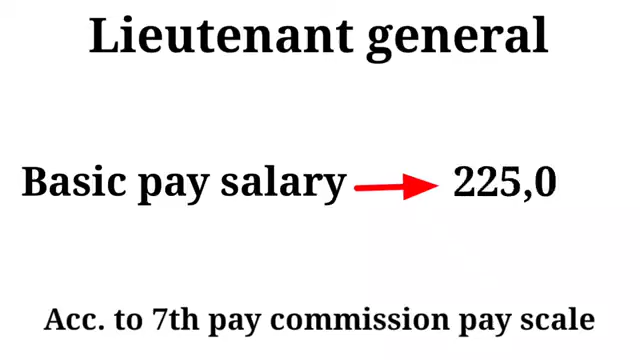 Lieutenant general
Basic pay salary 225,0
Acc. to 7th pay commission pay scale